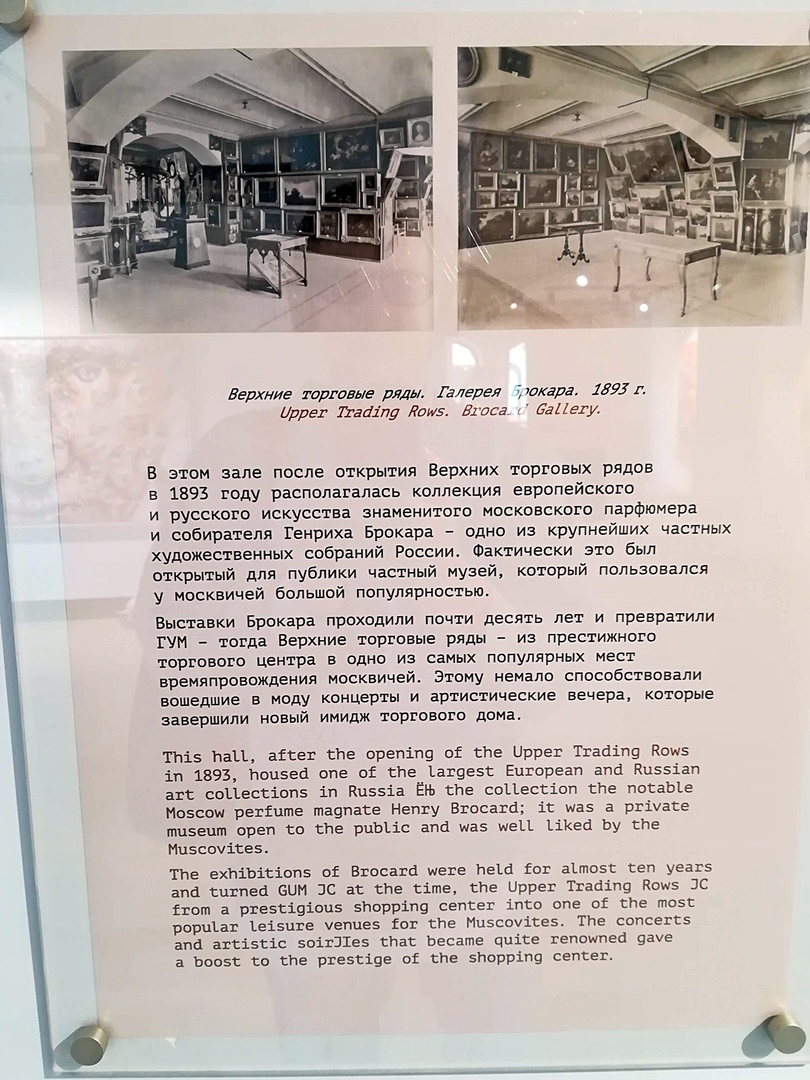 Верхние торговые ряды. Галерея Брокара. 1893 г.
Upper Trading Rows. Brocard Gallery.
В этом зале после открытия Верхних торговых рядов
в 1893 году располагалась коллекция европейского
и русского искусства знаменитого московского парфюмера
и собирателя Генриха Брокара – одно из крупнейших частных
художественных собраний России. Фактически это был
открытый для публики частный музей, который пользовался
у москвичей большой популярностью.
Выставки Брокара проходили почти десять лет и превратили
ГУМ – тогда Верхние торговые ряды – из престижного
торгового центра в одно из самых популярных мест
времяпровождения москвичей. Этому немало способствовали
вошедшие в моду концерты и артистические вечера, которые
завершили новый имидж торгового дома.
This hall, after the opening of the Upper Trading Rows
in 1893, housed one of the largest European and Russian
art collections in Russia ЁЊ the collection the notable
Moscow perfume magnate Henry Brocard; it was a private
museum open to the public and was well liked by the
Muscovites.
The exhibitions of Brocard were held for almost ten years
and turned GUM JC at the time, the Upper Trading Rows JC
from a prestigious shopping center into one of the most
popular leisure venues for the Muscovites. The concerts
and artistic soirJIes that became quite renowned gave
a boost to the prestige of the shopping center.